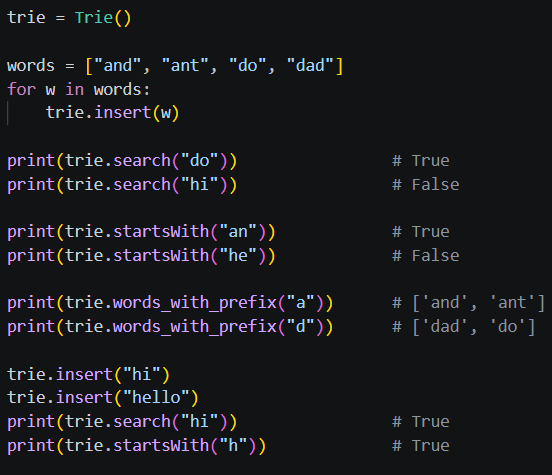 trie = Trie()

words = ["and", "ant", "do", "dad"]
for w in words:
    trie.insert(w)

print(trie.search("do"))                # True
print(trie.search("hi"))                # False

print(trie.startsWith("an"))            # True
print(trie.startsWith("he"))            # False

print(trie.words_with_prefix("a"))      # ['and', 'ant']
print(trie.words_with_prefix("d"))      # ['dad', 'do']

trie.insert("hi")
trie.insert("hello")
print(trie.search("hi"))                # True
print(trie.startsWith("h"))             # True